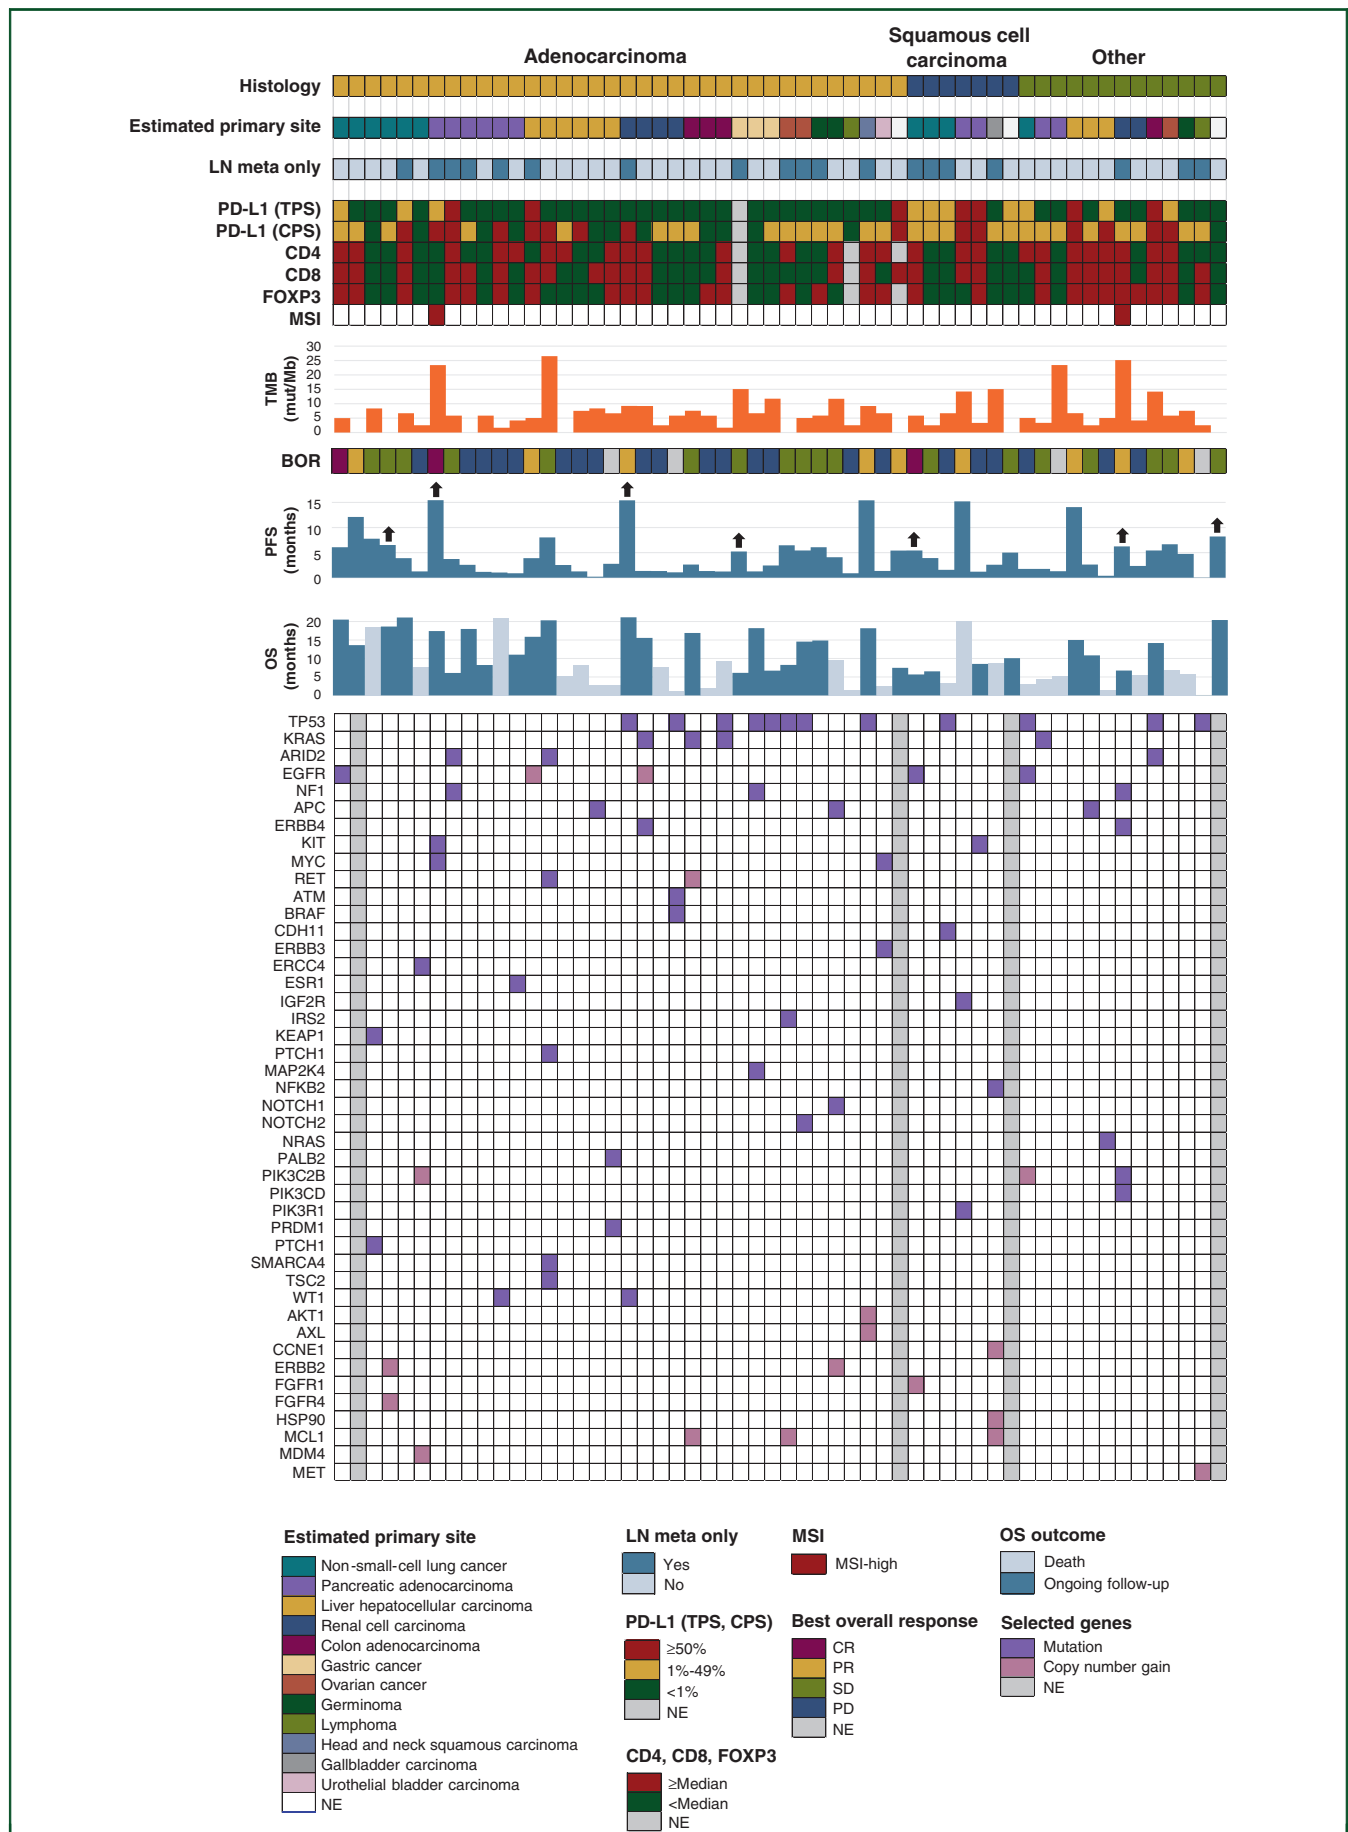 Adenocarcinoma
Squamous cell
carcinoma
Other
Histology
Estimated primary site
LN meta only
PD-L1 (TPS)
PD-L1 (CPS)
CD4
CD8
FOXP3
MSI
TMB
(mut/Mb)
30
25
20
15
10
5
0
BOR
PFS
(months)
15
10
5
0
OS
(months)
20
15
10
5
0
TP53
KRAS
ARID2
EGFR
NF1
APC
ERBB4
KIT
MYC
RET
ATM
BRAF
CDH11
ERBB3
ERCC4
ESR1
IGF2R
IRS2
KEAP1
PTCH1
MAP2K4
NFKB2
NOTCH1
NOTCH2
NRAS
PALB2
PIK3C2B
PIK3CD
PIK3R1
PRDM1
PTCH1
SMARCA4
TSC2
WT1
AKT1
AXL
CCNE1
ERBB2
FGFR1
FGFR4
HSP90
MCL1
MDM4
MET
Estimated primary site
Non-small-cell lung cancer
Pancreatic adenocarcinoma
Liver hepatocellular carcinoma
Renal cell carcinoma
Colon adenocarcinoma
Gastric cancer
Ovarian cancer
Germinoma
Lymphoma
Head and neck squamous carcinoma
Gallbladder carcinoma
Urothelial bladder carcinoma
NE
LN meta only
Yes
No
PD-L1 (TPS, CPS)
≥50%
1%-49%
<1%
NE
CD4, CD8, FOXP3
≥Median
<Median
NE
MSI
MSI-high
Best overall response
CR
PR
SD
PD
NE
OS outcome
Death
Ongoing follow-up
Selected genes
Mutation
Copy number gain
NE